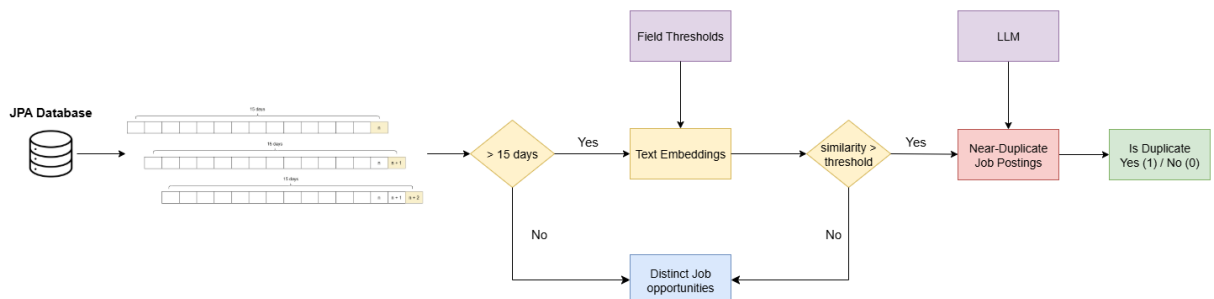 Field Thresholds
LLM
JPA Database
15 days
n
15 days
n
n + 1
15 days
n
n + 1
n + 2
> 15 days
Yes
Text Embeddings
similarity >
threshold
Yes
Near-Duplicate
Job Postings
Is Duplicate
Yes (1) / No (0)
No
No
Distinct Job
opportunities